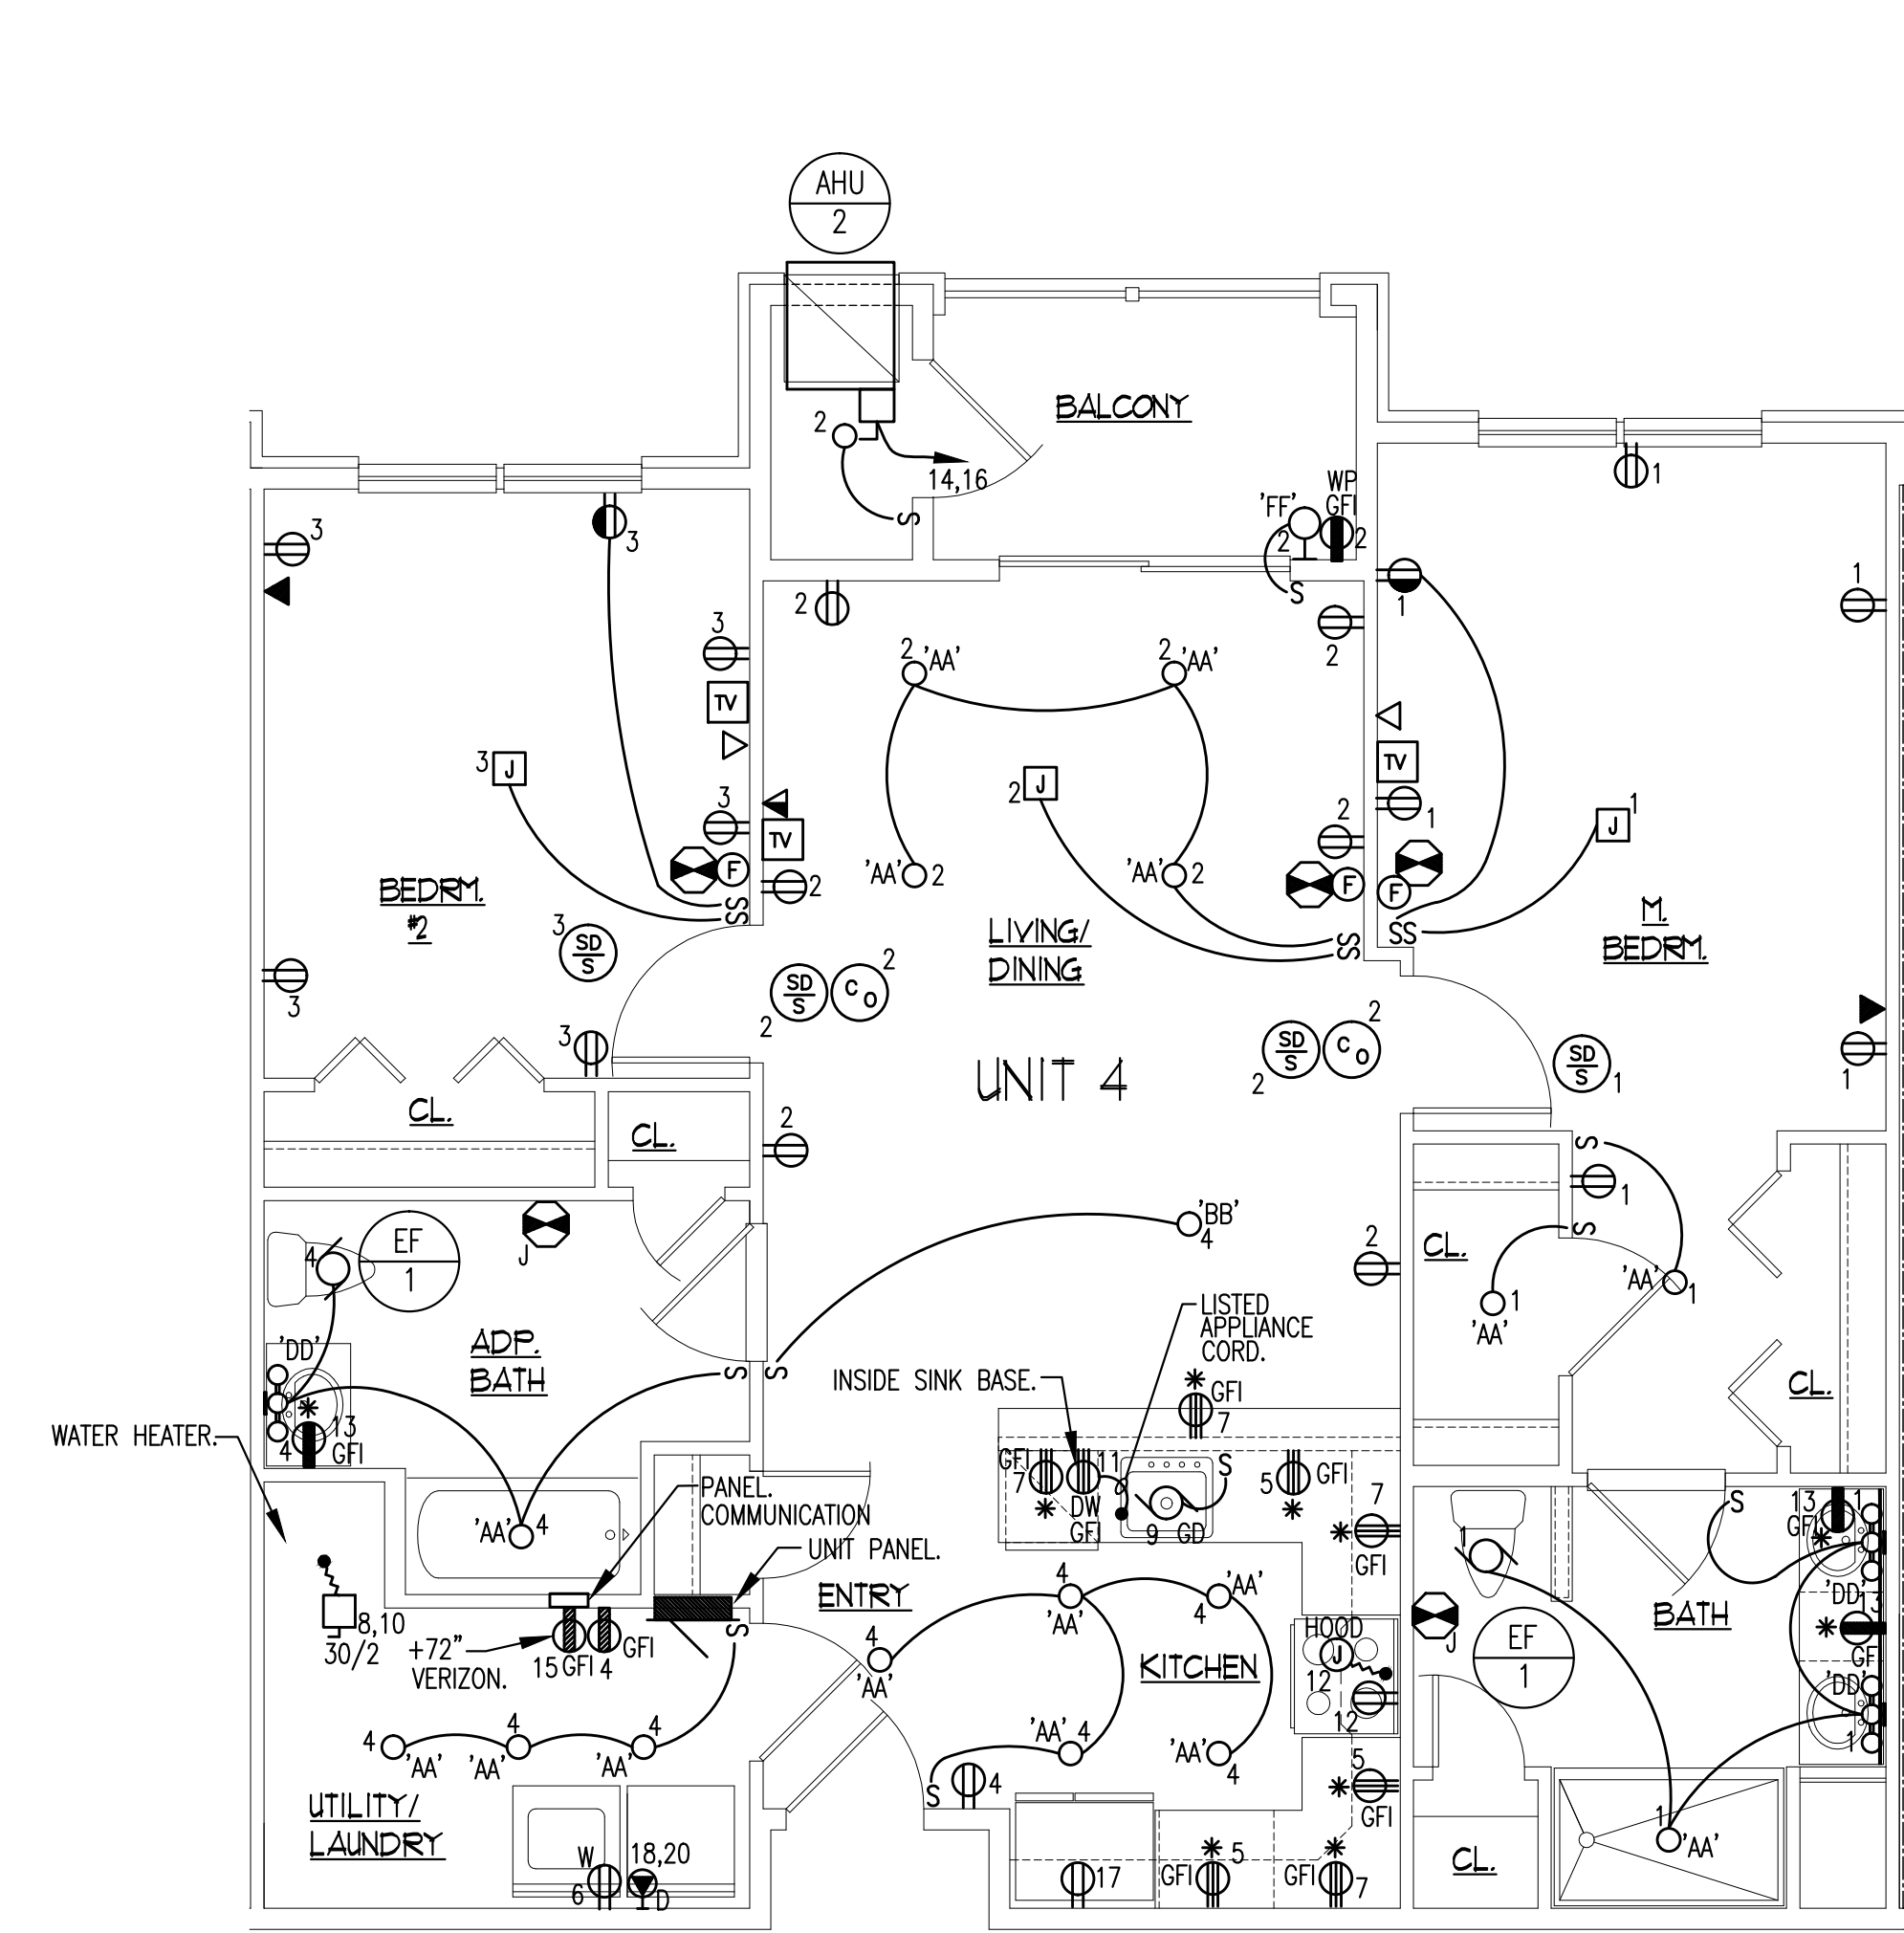 AHU
2
BALCONY
2
14,16
'FF'
WP
GFI
2
2
S
S
1
3
3
2
1
1
2
3
2 'AA'
2 'AA'
TV
3 J
2 J
TV
1
J
1
3
TV
2
'AA' 2
'AA' 2
F
2
F
F
BEDRM.
#2
SS
SS
SS
M.
BEDRM.
LIVING/
DINING
3
SD
S
SD
S
C O
2
2
3
3
SD
S
C O
2
2
SD
S
1
1
UNIT 4
CL.
CL.
2
S
1
S
EF
1
4
J
'BB'
4
2
CL.
'AA'
1
1
'AA'
LISTED
APPLIANCE
CORD.
'DD'
ADP.
BATH
S S
INSIDE SINK BASE.
GFI
7
CL.
WATER HEATER.
4
13
GFI
GFI
7
11
DW
GFI
S
9 GD
5
GFI
7
GFI
PANEL.
COMMUNICATION
'AA' 4
UNIT PANEL.
ENTRY
S
13
GFI
1
1
'DD'
13
GFI
'DD'
1
BATH
J
EF
1
8,10
30/2
+72"
VERIZON.
15 GFI 4
GFI
S
4
'AA'
4
'AA'
'AA'
4
KITCHEN
HOOD
J
12
12
4
'AA'
4
'AA'
4
'AA'
'AA' 4
'AA'
4
S
4
5
GFI
UTILITY/
LAUNDRY
W
6
18,20
D
17
GFI
5
GFI
7
CL.
1
'AA'